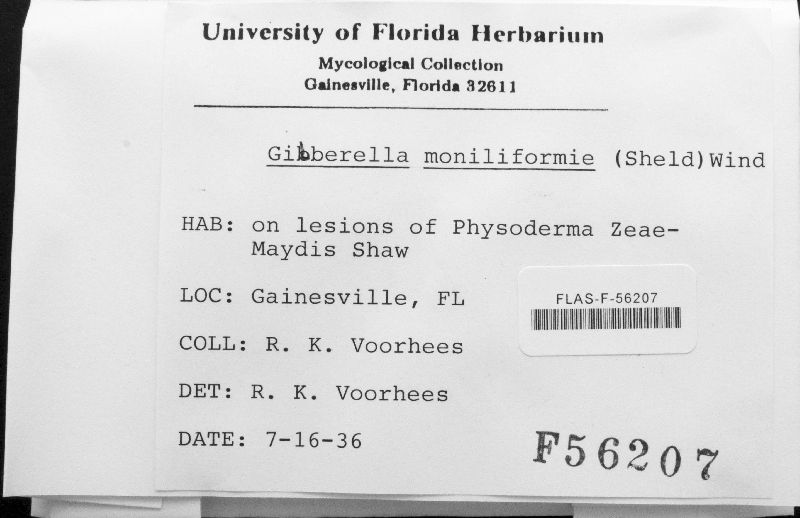 University of Florida Herbarium
Mycological Collection
Gainesville, Florida 32611
Gibberella moniliformie (Sheld)Wind
HAB: on lesions of Physoderma Zeae-
Maydis Shaw
LOC: Gainesville, FL
FLAS-F-56207
COLL: R. K. Voorhees
DET: R. K. Voorhees
DATE: 7-16-36
F56207